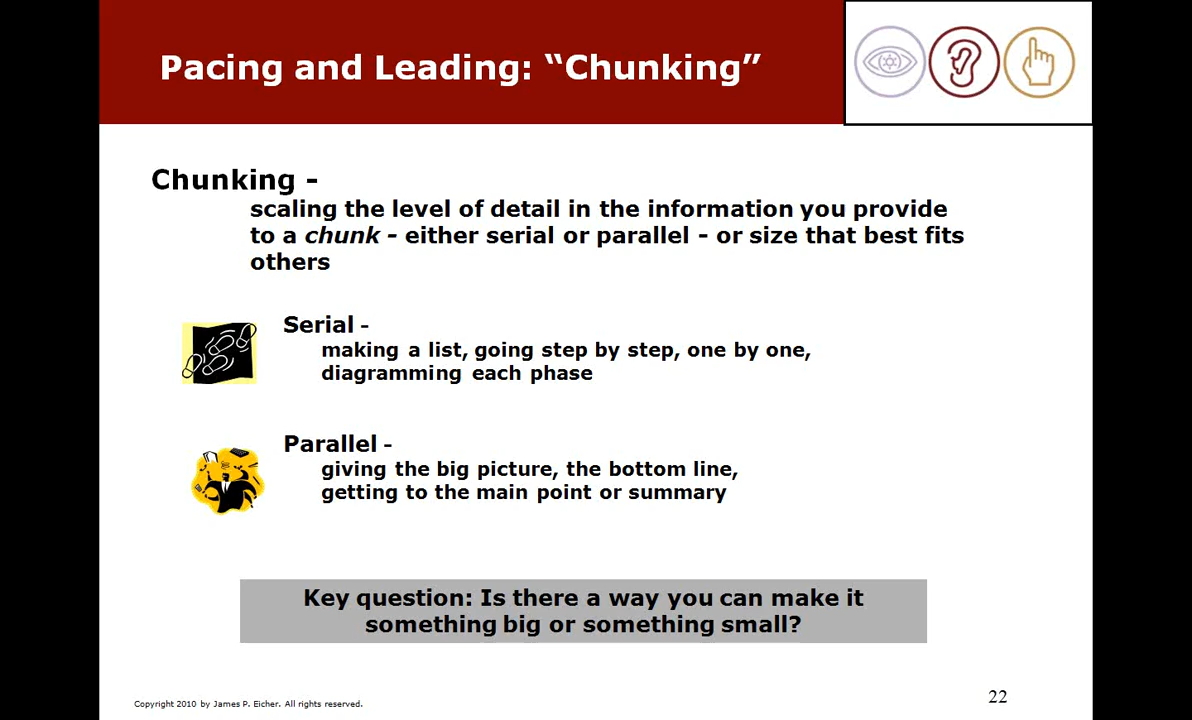 Pacing and Leading: “Chunking”
Chunking -
scaling the level of detail in the information you provide
to a chunk - either serial or parallel - or size that best fits
others
Serial -
making a list, going step by step, one by one,
diagramming each phase
Parallel -
giving the big picture, the bottom line,
getting to the main point or summary
Key question: Is there a way you can make it
something big or something small?
Copyright 2010 by James P. Eicher. All rights reserved.
22